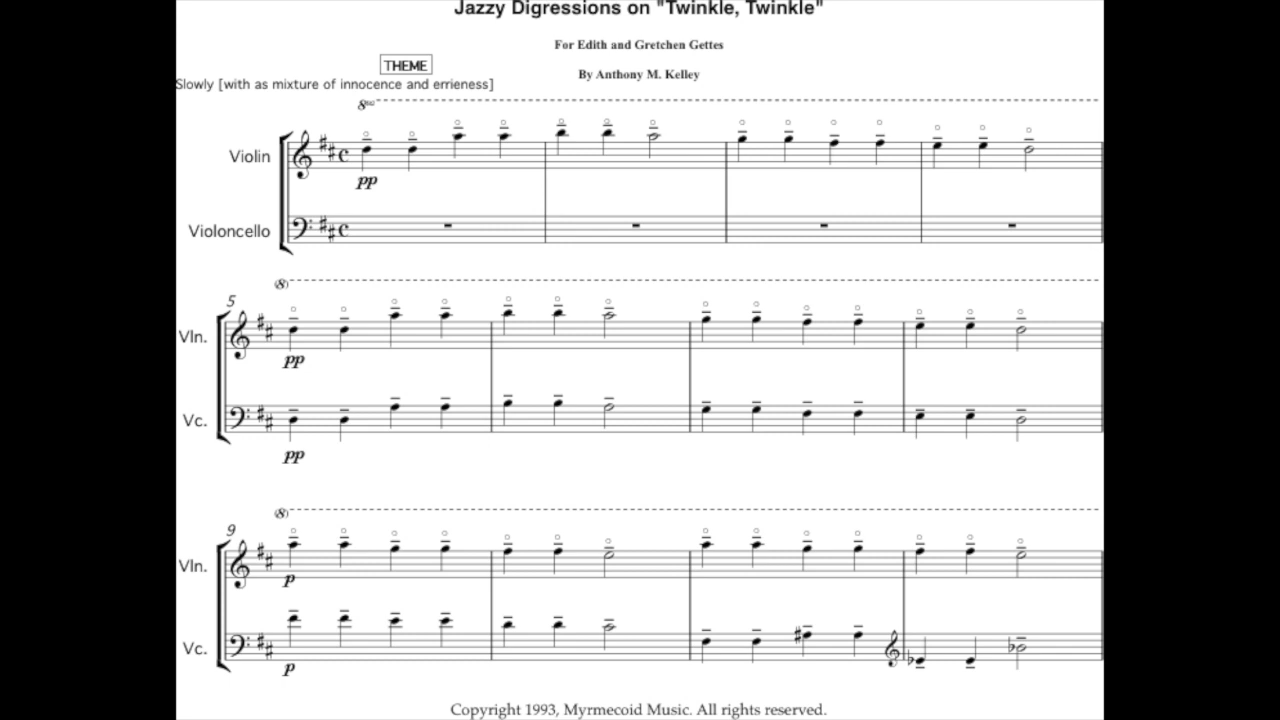 Jazzy Digressions on "Twinkle, Twinkle"
For Edith and Gretchen Gettes
THEME
By Anthony M. Kelley
Slowly [with as mixture of innocence and errieness]
8va
Violin
pp
Violoncello
(8)
5
Vln.
pp
Vc.
pp
(8)
9
Vln.
p
Vc.
p
Copyright 1993, Myrmecoid Music. All rights reserved.